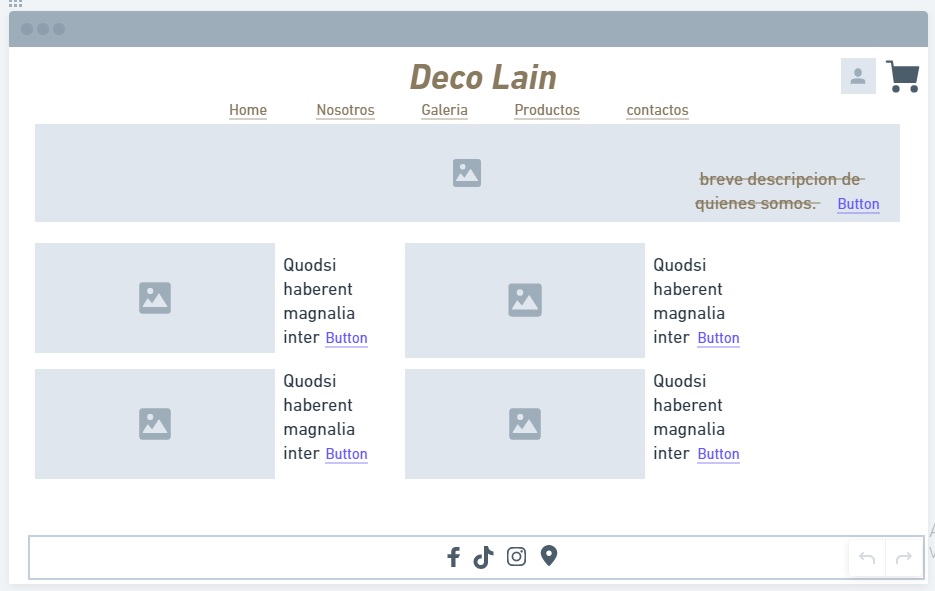 Deco Lain
Home Nosotros Galeria Productos contactos
breve descripcion de
quienes somos. Button
Quodsi
haberent
magnalia
inter Button
Quodsi
haberent
magnalia
inter Button
Quodsi
haberent
magnalia
inter Button
Quodsi
haberent
magnalia
inter Button